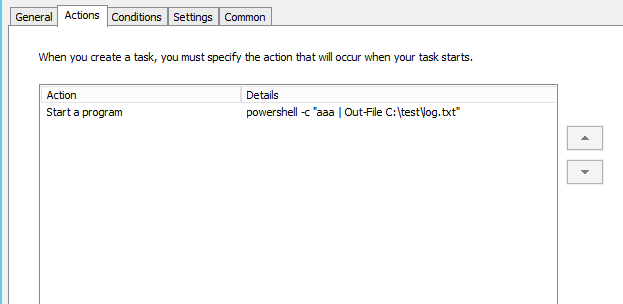 General Actions Conditions Settings Common
When you create a task, you must specify the action that will occur when your task starts.
Action Details
Start a program powershell -c "aaa | Out-File C:\test\log.txt"